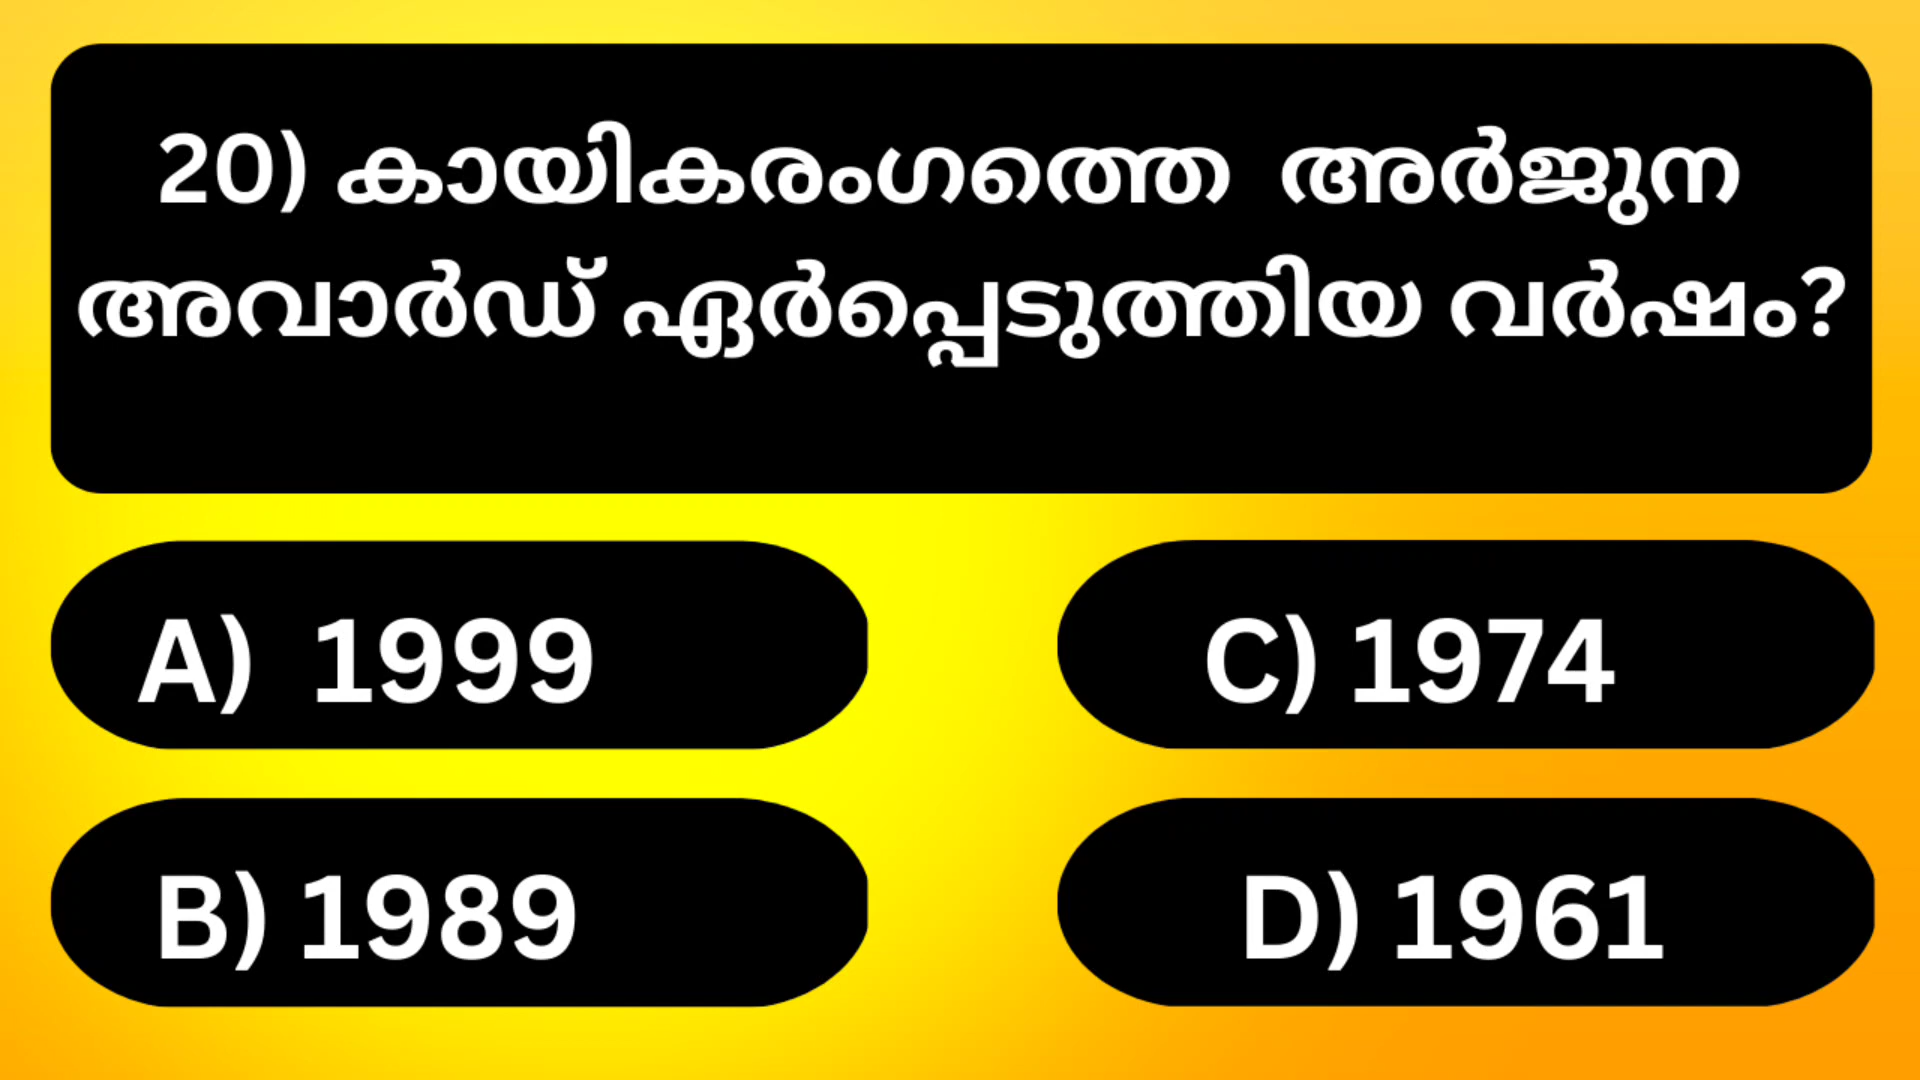 20) കായികരംഗത്തെ അർജുന
അവാർഡ് ഏർപ്പെടുത്തിയ വർഷം?
A) 1999
C) 1974
B) 1989
D) 1961